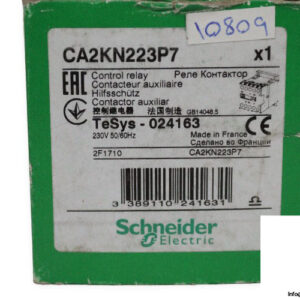 10809
CA2KN223P7 x1
EAC
Control relay Реле Контактор
Contacteur auxiliaire
Hilfsschütz
Contactor auxiliar
控制继电器 法国制造 GB14048.5
TeSys - 024163 CE
230V 50/60Hz Made in France
Сделано во Франции
2F1710 CA2KN223P7
3 389110 241631
Schneider
Electric